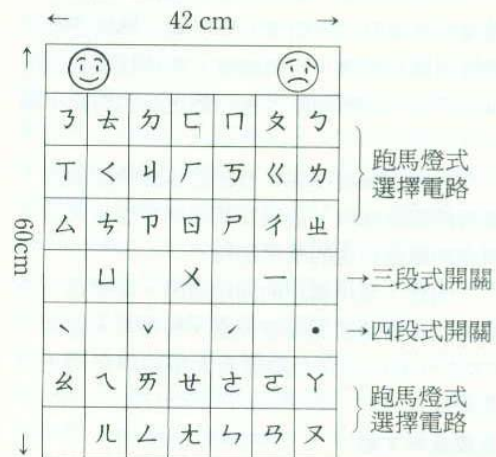 ← 42 cm →
60cm
ㄋ ㄊ ㄉ ㄈ ㄇ ㄆ ㄅ
ㄒ ㄑ ㄐ ㄏ ㄎ ㄍ ㄌ
ㄙ ㄘ ㄗ ㄖ ㄕ ㄔ ㄓ
跑馬燈式
選擇電路
ㄩ ㄨ ㄧ →三段式開關
ˋ ˇ ˊ ˙ →四段式開關
ㄠ ㄟ ㄞ ㄝ ㄜ ㄛ ㄚ
ㄦ ㄥ ㄤ ㄣ ㄢ ㄡ
跑馬燈式
選擇電路